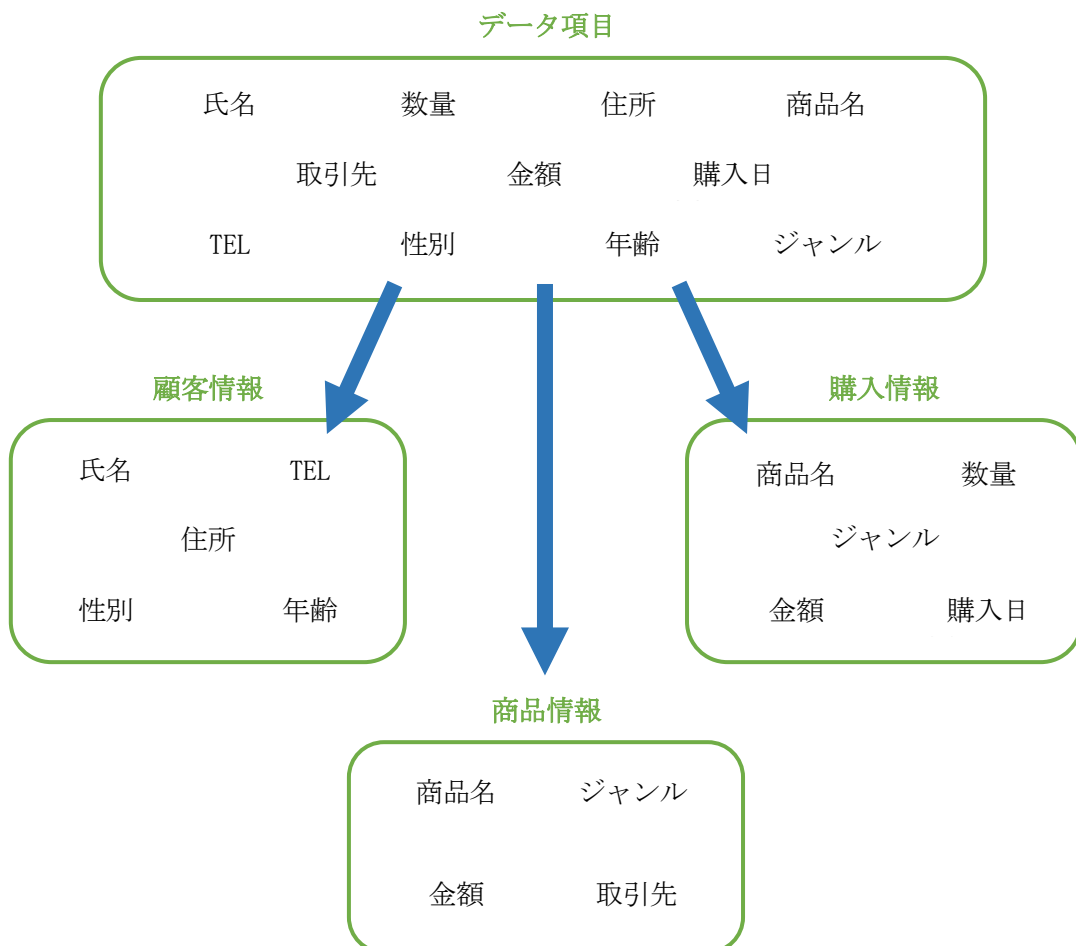 データ項目
氏名 数量 住所 商品名
取引先 金額 購入日
TEL 性別 年齢 ジャンル
顧客情報
氏名 TEL
住所
性別 年齢
購入情報
商品名 数量
ジャンル
金額 購入日
商品情報
商品名 ジャンル
金額 取引先